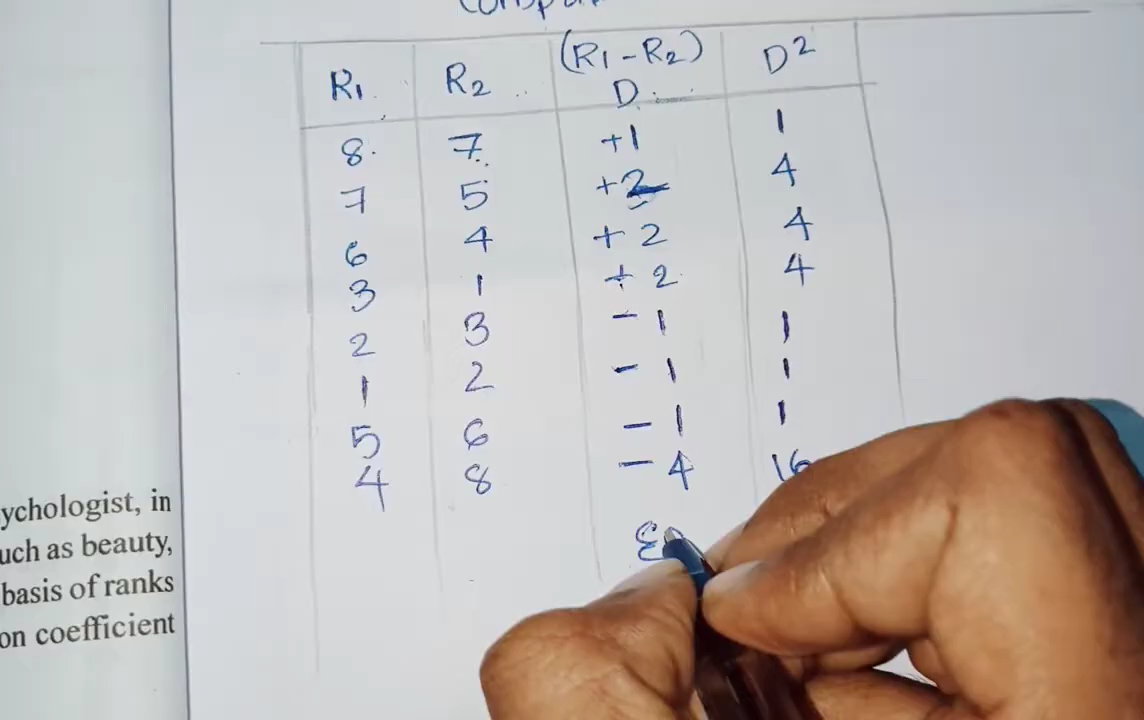 R1 R2 (R1 - R2) D D2
8 7 +1 1
7 5 +2 4
6 4 +2 4
3 1 +2 4
2 3 -1 1
1 2 -1 1
5 6 -1 1
4 8 -4 16
Σ
ychologist, in
uch as beauty,
basis of ranks
on coefficient